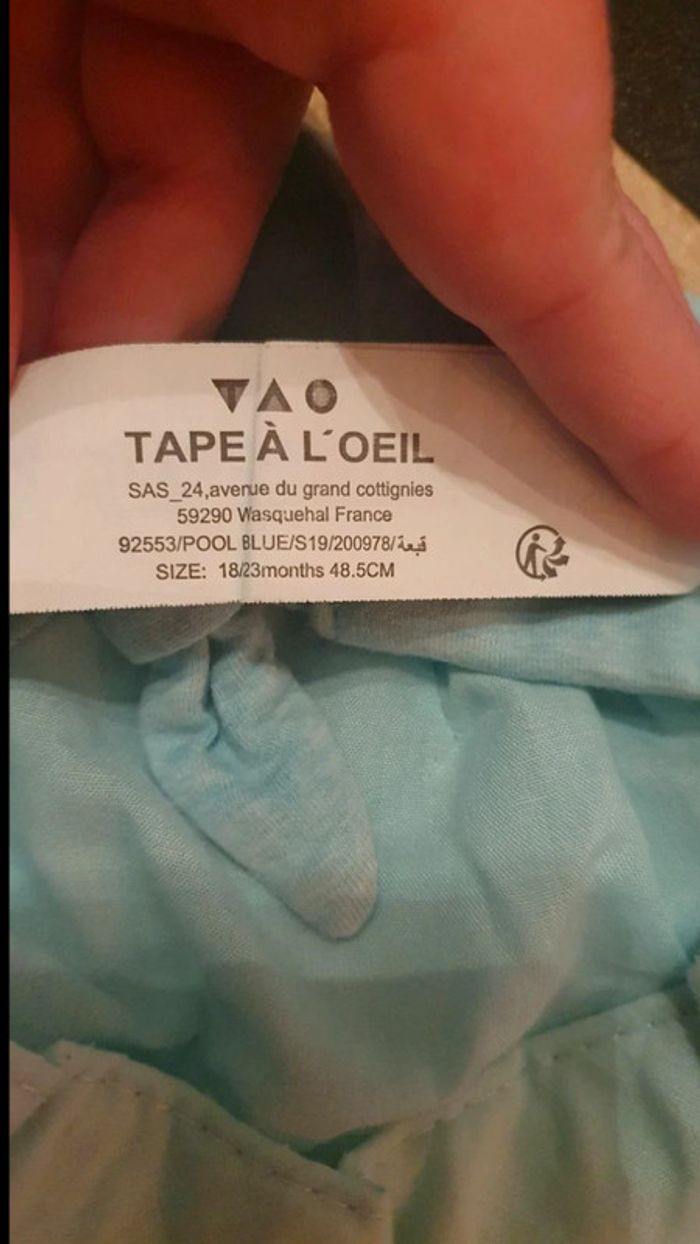 TAO
TAPE À L´OEIL
SAS_24,avenue du grand cottignies
59290 Wasquehal France
92553/POOL BLUE/S19/200978/قبعة
SIZE: 18/23months 48.5CM